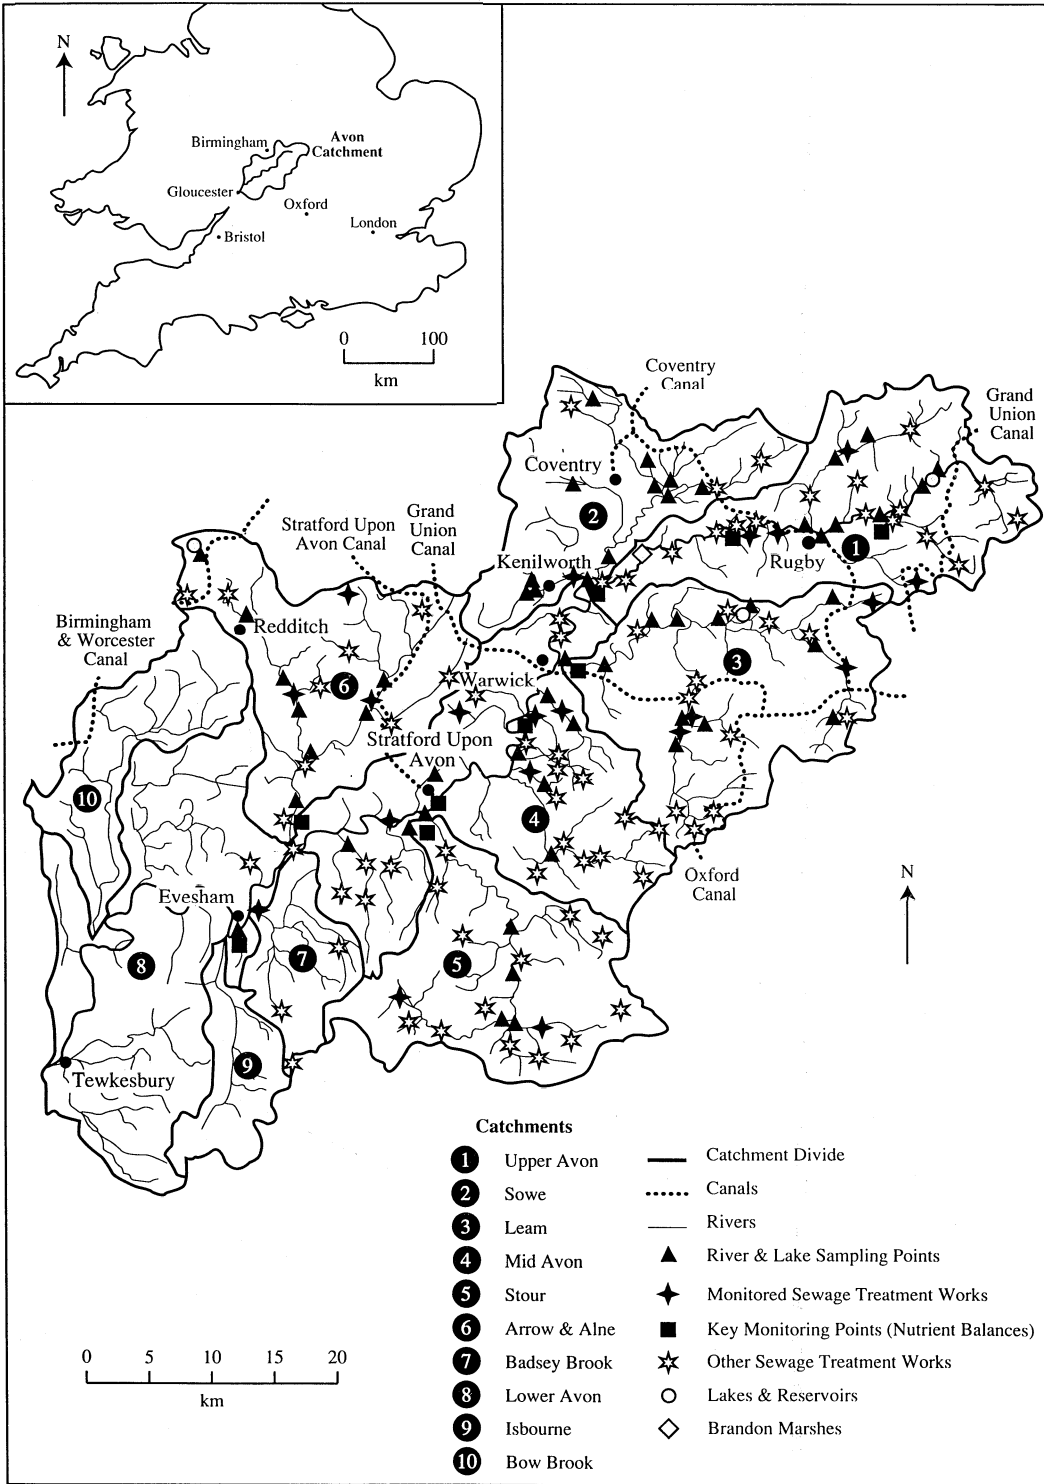 N
Birmingham
Avon
Catchment
Gloucester
Oxford
London
Bristol
0 100
km
Coventry
Canal
Grand
Union
Canal
Coventry
2
Grand
Union
Canal
Stratford Upon
Avon Canal
Kenilworth
Rugby
1
Birmingham
& Worcester
Canal
Redditch
3
6
Warwick
Stratford Upon
Avon
10
4
Oxford
Canal
N
Evesham
8
7
5
9
Tewkesbury
Catchments
1 Upper Avon
2 Sowe
3 Leam
4 Mid Avon
5 Stour
6 Arrow & Alne
7 Badsey Brook
8 Lower Avon
9 Isbourne
10 Bow Brook
Catchment Divide
Canals
Rivers
River & Lake Sampling Points
Monitored Sewage Treatment Works
Key Monitoring Points (Nutrient Balances)
Other Sewage Treatment Works
Lakes & Reservoirs
Brandon Marshes
0 5 10 15 20
km